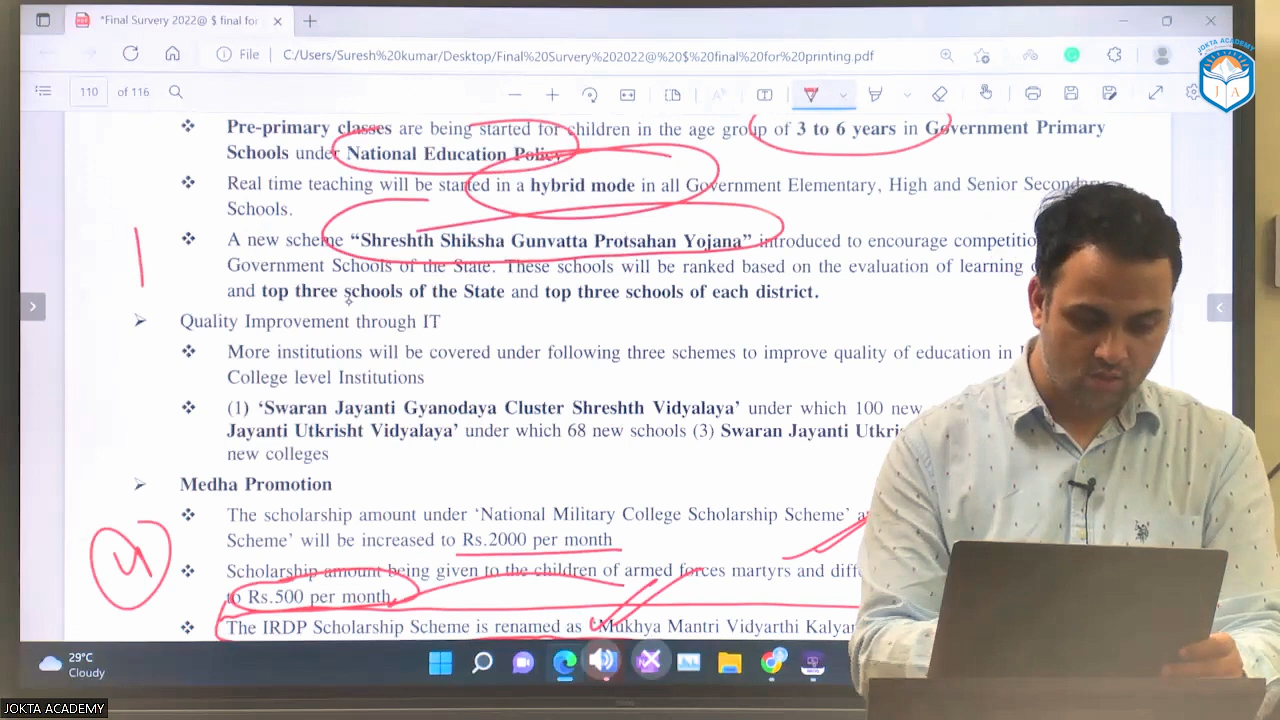 *Final Survery 2022@ $ final for
JOKTA ACADEMY
J A
File
C:/Users/Suresh%20kumar/Desktop/Final%20Survery%202022@%20$%20final%20for%20printing.pdf
110 of 116
Pre-primary classes are being started for children in the age group of 3 to 6 years in Government Primary
Schools under National Education Policy
Real time teaching will be started in a hybrid mode in all Government Elementary, High and Senior Secondary
Schools.
1
A new scheme “Shreshth Shiksha Gunvatta Protsahan Yojana” introduced to encourage
Government Schools of the State. These schools will be ranked based on the evaluation of learning
and top three schools of the State and top three schools of each district.
Quality Improvement through IT
More institutions will be covered under following three schemes to improve quality of education in
College level Institutions
(1) ‘Swaran Jayanti Gyanodaya Cluster Shreshth Vidyalaya’ under which 100 new
Jayanti Utkrisht Vidyalaya’ under which 68 new schools (3) Swaran Jayanti
new colleges
Medha Promotion
The scholarship amount under ‘National Military College Scholarship Scheme’
Scheme’ will be increased to Rs.2000 per month
4
Scholarship amount being given to the children of armed forces martyrs and
to Rs.500 per month.
The IRDP Scholarship Scheme is renamed as ‘Mukhya Mantri Vidyarthi
29°C
Cloudy
JOKTA ACADEMY